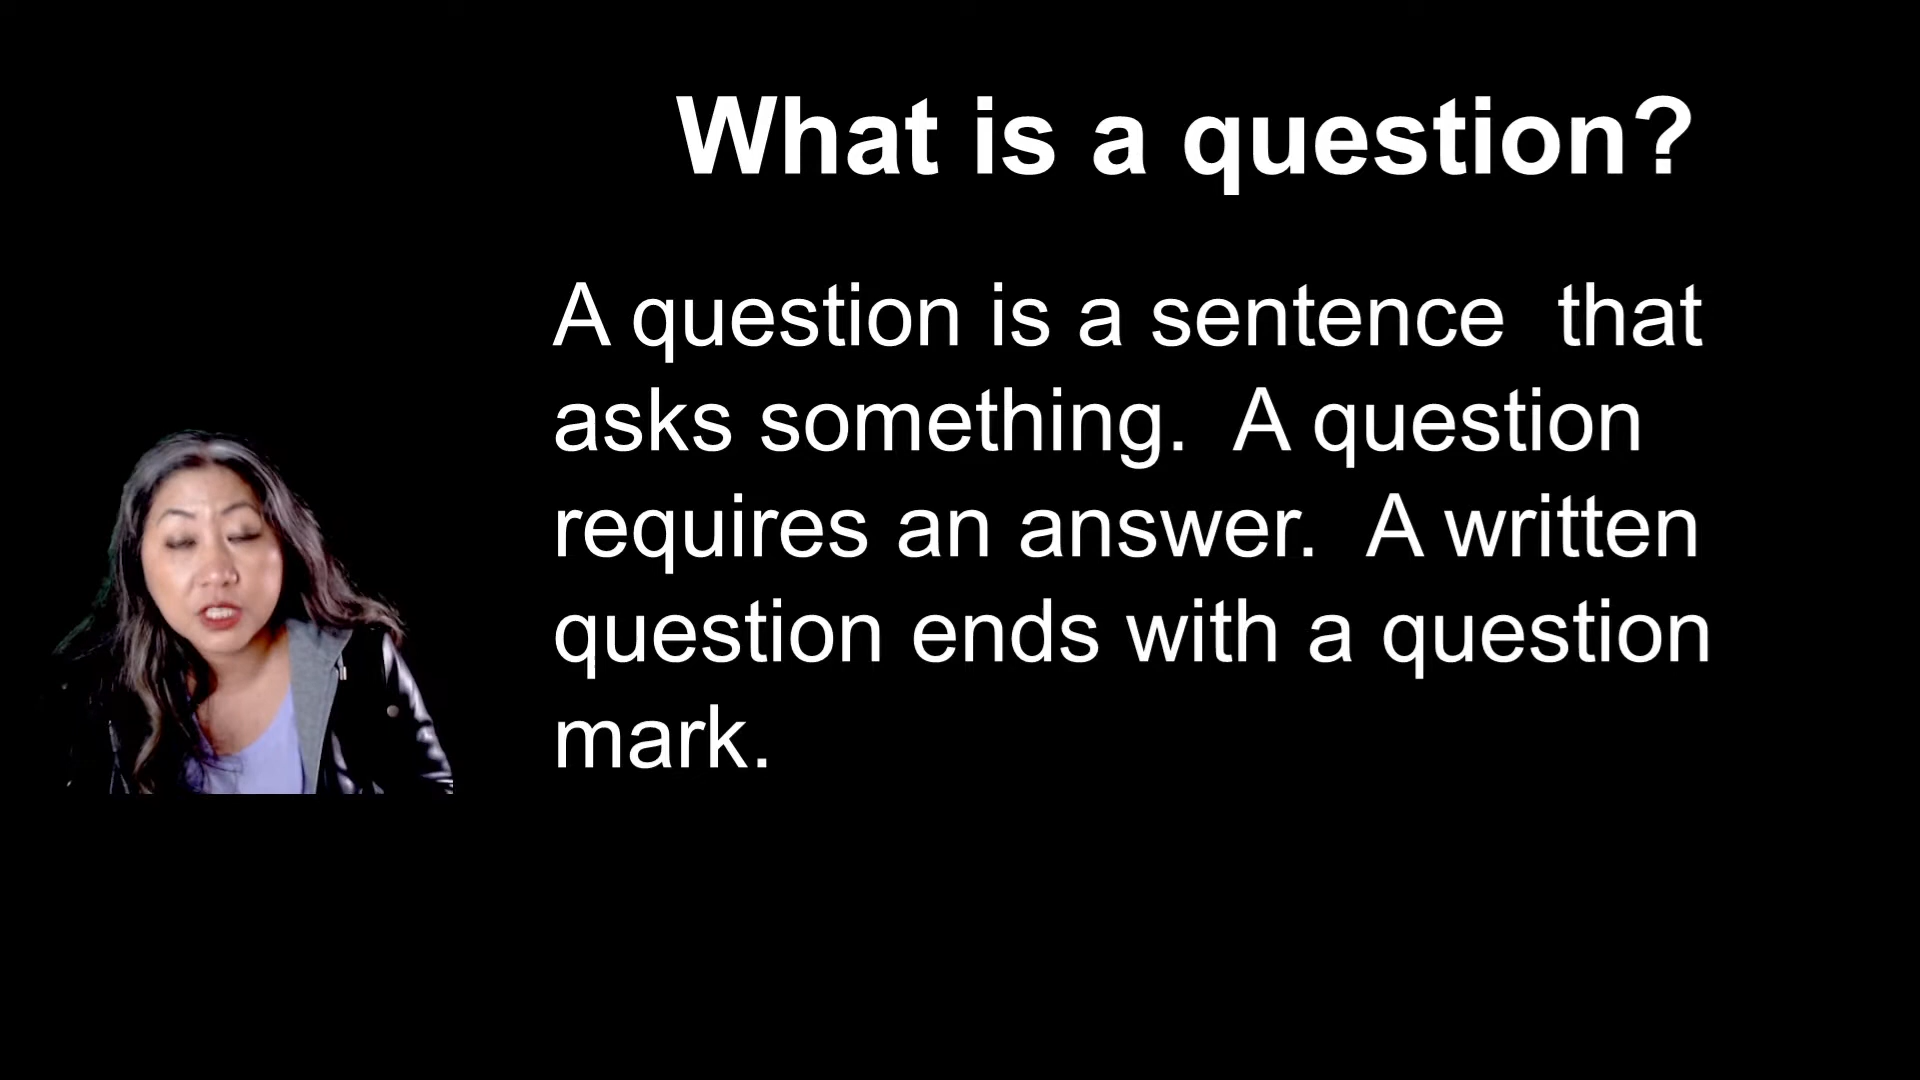 What is a question?
A question is a sentence  that
asks something.  A question
requires an answer.  A written
question ends with a question
mark.